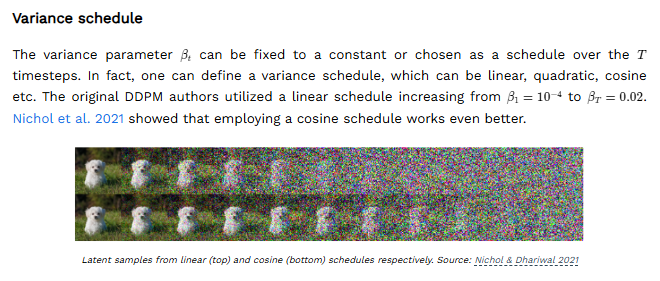 Variance schedule
The variance parameter βt can be fixed to a constant or chosen as a schedule over the T
timesteps. In fact, one can define a variance schedule, which can be linear, quadratic, cosine
etc. The original DDPM authors utilized a linear schedule increasing from β1 = 10−4 to βT = 0.02.
Nichol et al. 2021 showed that employing a cosine schedule works even better.
Latent samples from linear (top) and cosine (bottom) schedules respectively. Source: Nichol & Dhariwal 2021